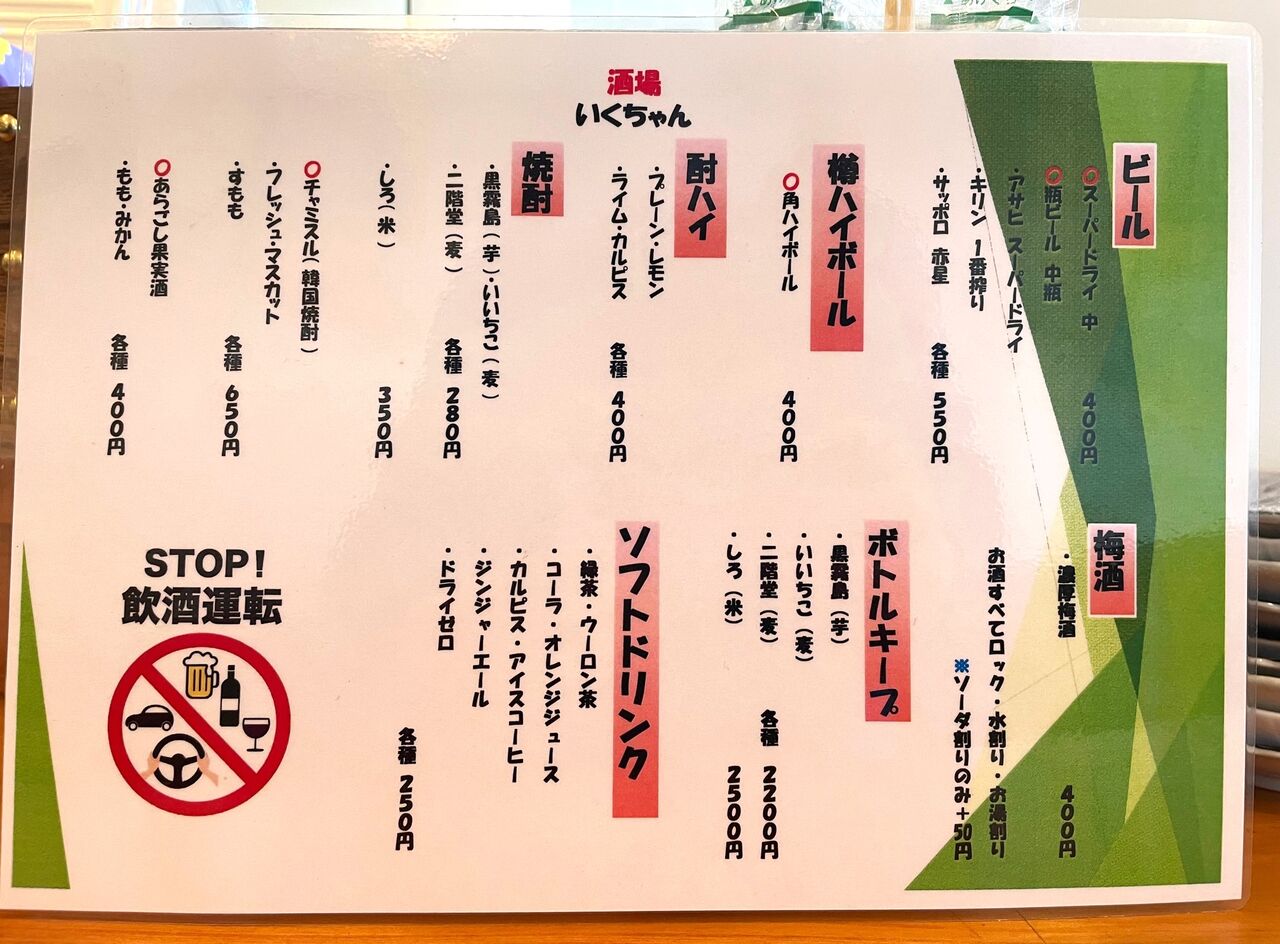 酒場
いくちゃん
ビール
〇スーパードライ 中 400円
〇瓶ビール 中瓶
・アサヒ スーパードライ
・キリン 1番搾り
・サッポロ 赤星 各種 550円
樽ハイボール
〇角ハイボール 400円
酎ハイ
・プレーン・レモン
・ライム・カルピス 各種 400円
焼酎
・黒霧島(芋)・いいちこ(麦)
・二階堂(麦) 各種 280円
・しろ(米) 350円
〇チャミスル(韓国焼酎)
・フレッシュ・マスカット
・すもも 各種 650円
〇あらごし果実酒
・もも・みかん 各種 400円
梅酒
・濃厚梅酒 400円
お酒すべてロック・水割り・お湯割り
※ソーダ割りのみ+50円
ボトルキープ
・黒霧島(芋)
・いいちこ(麦)
・二階堂(麦) 各種 2200円
・しろ(米) 2500円
ソフトドリンク
・緑茶・ウーロン茶
・コーラ・オレンジジュース
・カルピス・アイスコーヒー
・ジンジャーエール
・ドライゼロ
各種 250円
STOP!
飲酒運転